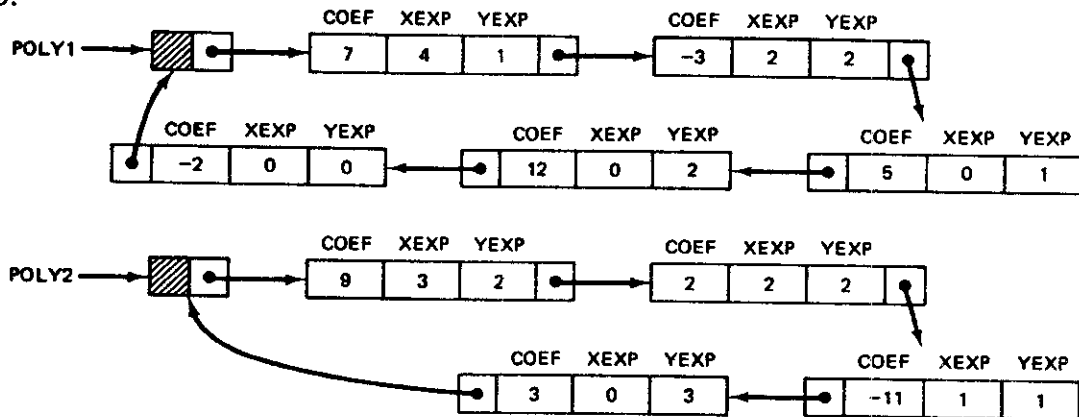 COEF XEXP YEXP COEF XEXP YEXP
POLY1 7 4 1 -3 2 2
COEF XEXP YEXP COEF XEXP YEXP COEF XEXP YEXP
-2 0 0 12 0 2 5 0 1
COEF XEXP YEXP COEF XEXP YEXP
POLY2 9 3 2 2 2 2
COEF XEXP YEXP COEF XEXP YEXP
3 0 3 -11 1 1